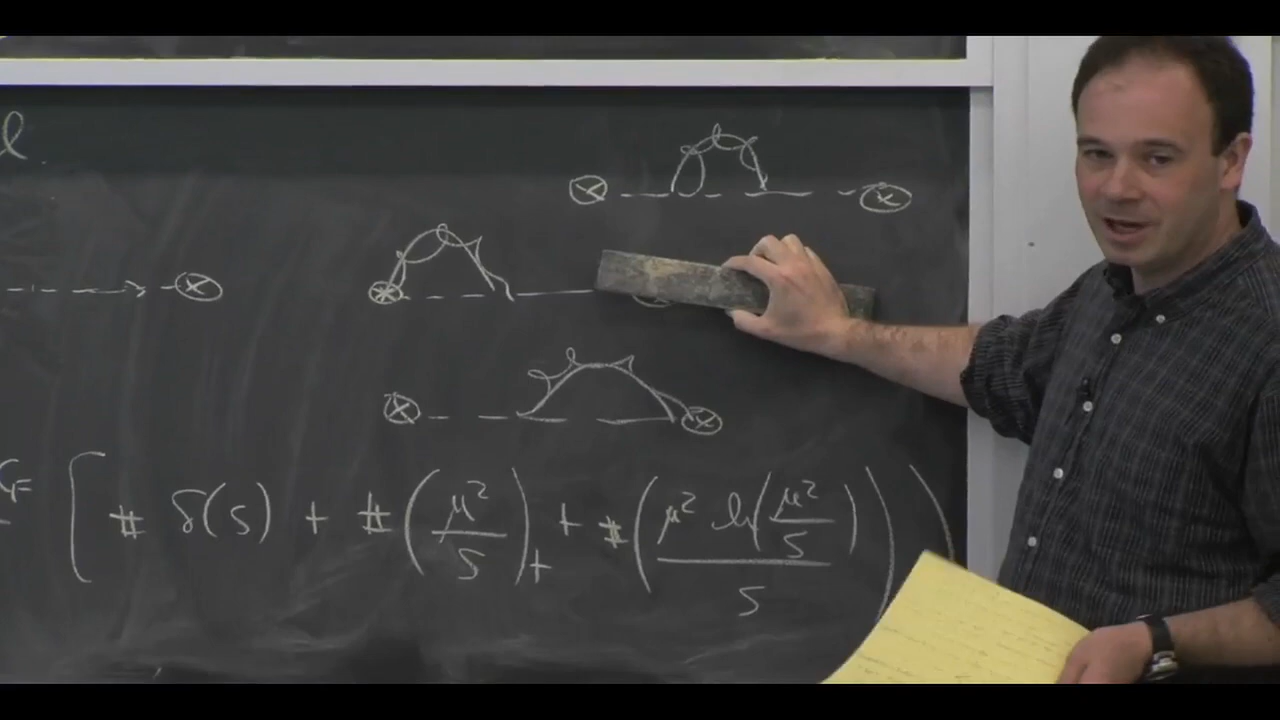 l
G_F [ # δ(s) + # (μ²/s)₊ + # (μ² ln(μ²/s)/s) )